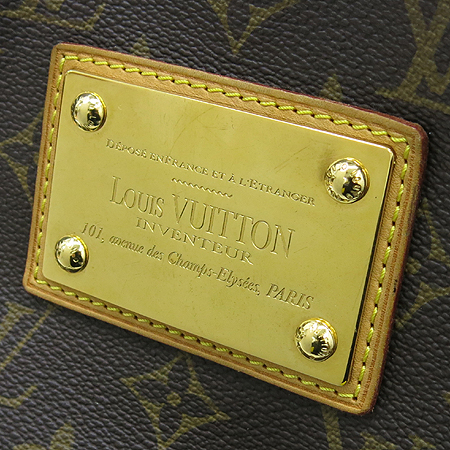 DÉPOSÉ EN FRANCE ET À L'ÉTRANGER
LOUIS VUITTON
INVENTEUR
101, avenue des Champs-Elysées, PARIS